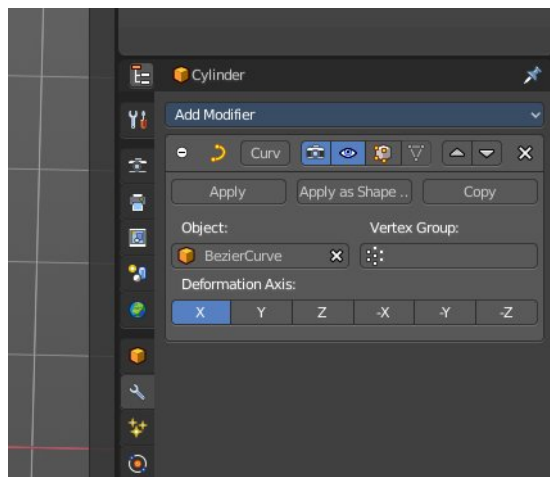 Cylinder
Add Modifier
Curv
Apply Apply as Shape .. Copy
Object: Vertex Group:
BezierCurve
Deformation Axis:
X Y Z -X -Y -Z